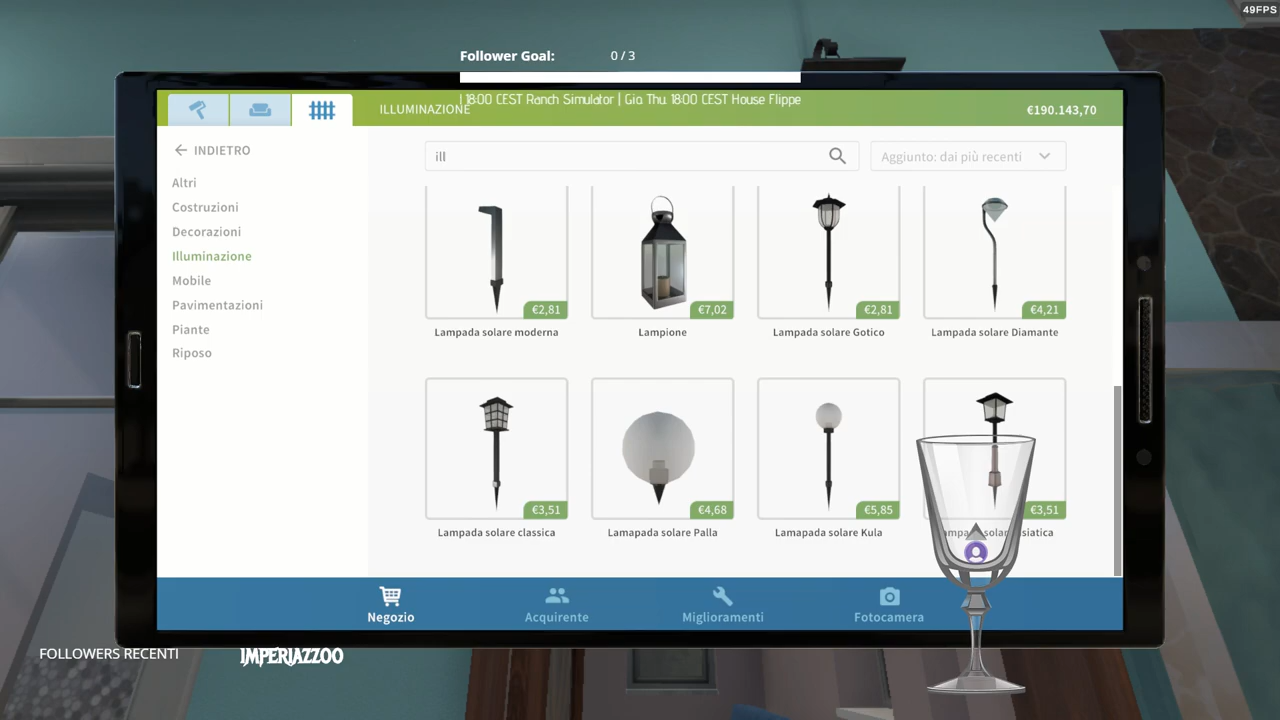 49FPS
Follower Goal: 0 / 3
| 18:00 CEST Ranch Simulator | Gio. Thu. 18:00 CEST House Flippe
ILLUMINAZIONE
€190.143,70
INDIETRO
ill
Aggiunto: dai più recenti
Altri
Costruzioni
Decorazioni
Illuminazione
Mobile
Pavimentazioni
Piante
Riposo
€2,81
€7,02
€2,81
€4,21
Lampada solare moderna
Lampione
Lampada solare Gotico
Lampada solare Diamante
€3,51
€4,68
€5,85
€3,51
Lampada solare classica
Lamapada solare Palla
Lamapada solare Kula
Lampada solare Asiatica
Negozio
Acquirente
Miglioramenti
Fotocamera
FOLLOWERS RECENTI
IMPERJAZZOO